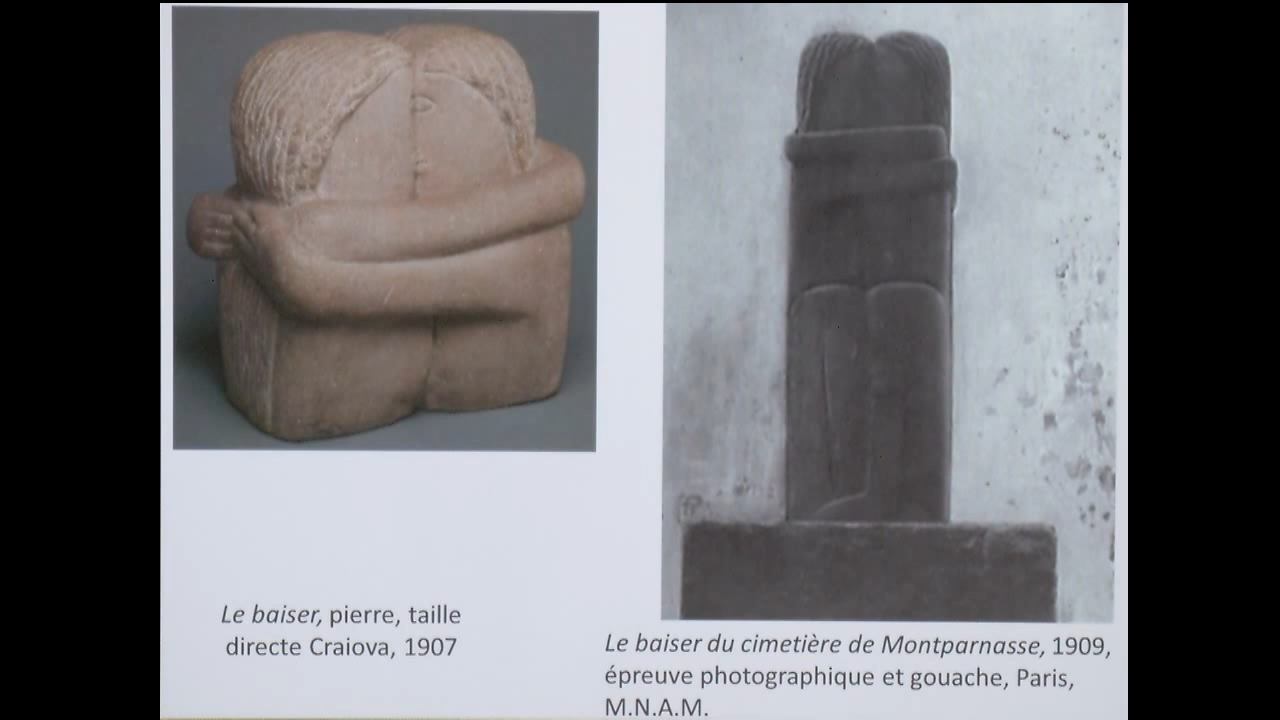 Le baiser, pierre, taille
directe Craiova, 1907
Le baiser du cimetière de Montparnasse, 1909,
épreuve photographique et gouache, Paris,
M.N.A.M.